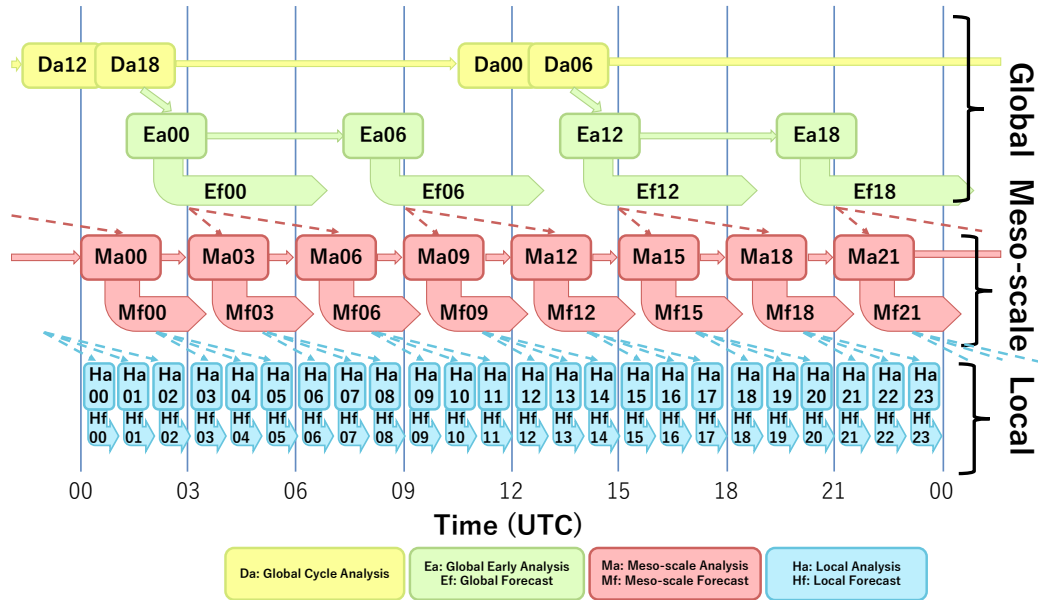 Da12
Da18
Da00
Da06
Global
Ea00
Ea06
Ea12
Ea18
Ef00
Ef06
Ef12
Ef18
Meso-scale
Ma00
Ma03
Ma06
Ma09
Ma12
Ma15
Ma18
Ma21
Mf00
Mf03
Mf06
Mf09
Mf12
Mf15
Mf18
Mf21
Local
Ha 00
Ha 01
Ha 02
Ha 03
Ha 04
Ha 05
Ha 06
Ha 07
Ha 08
Ha 09
Ha 10
Ha 11
Ha 12
Ha 13
Ha 14
Ha 15
Ha 16
Ha 17
Ha 18
Ha 19
Ha 20
Ha 21
Ha 22
Ha 23
Hf 00
Hf 01
Hf 02
Hf 03
Hf 04
Hf 05
Hf 06
Hf 07
Hf 08
Hf 09
Hf 10
Hf 11
Hf 12
Hf 13
Hf 14
Hf 15
Hf 16
Hf 17
Hf 18
Hf 19
Hf 20
Hf 21
Hf 22
Hf 23
00
03
06
09
12
15
18
21
00
Time (UTC)
Da: Global Cycle Analysis
Ea: Global Early Analysis
Ef: Global Forecast
Ma: Meso-scale Analysis
Mf: Meso-scale Forecast
Ha: Local Analysis
Hf: Local Forecast